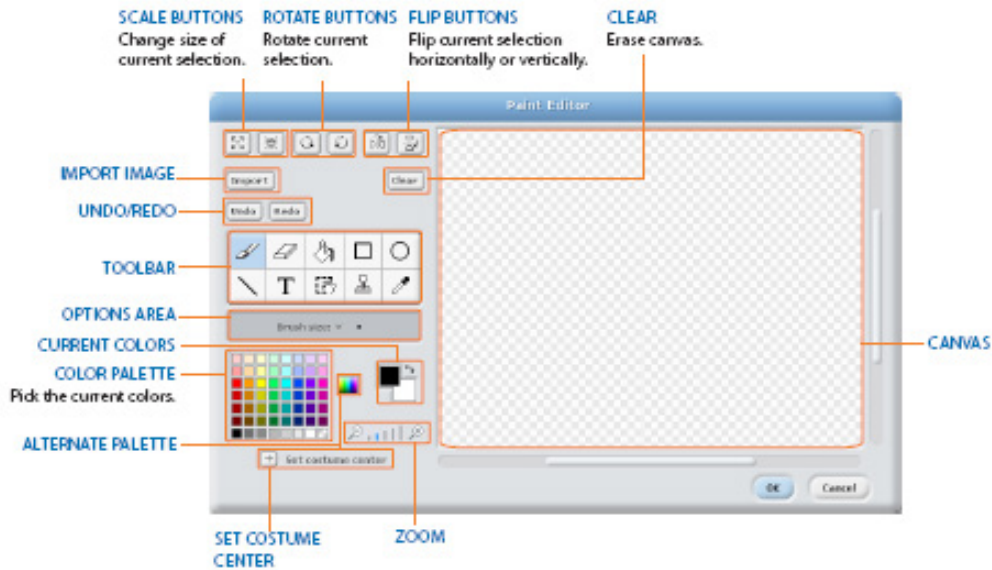 SCALE BUTTONS
Change size of
current selection.
ROTATE BUTTONS
Rotate current
selection.
FLIP BUTTONS
Flip current selection
horizontally or vertically.
CLEAR
Erase canvas.
Paint Editor
IMPORT IMAGE
Import
Clear
UNDO/REDO
Undo
Redo
TOOLBAR
T
OPTIONS AREA
Brush size:
CURRENT COLORS
COLOR PALETTE
Pick the current colors.
CANVAS
ALTERNATE PALETTE
Set costume center
OK
Cancel
SET COSTUME
CENTER
ZOOM